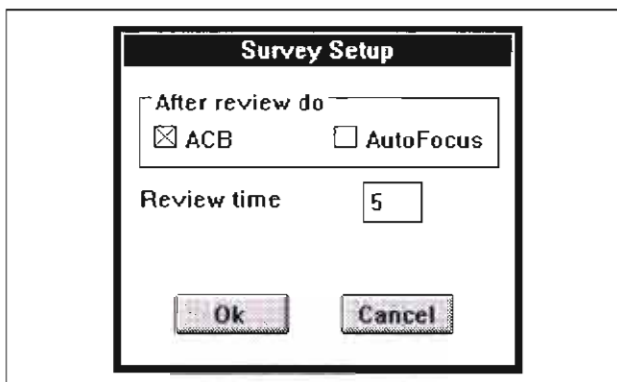 Survey Setup
After review do
ACB AutoFocus
Review time 5
Ok Cancel